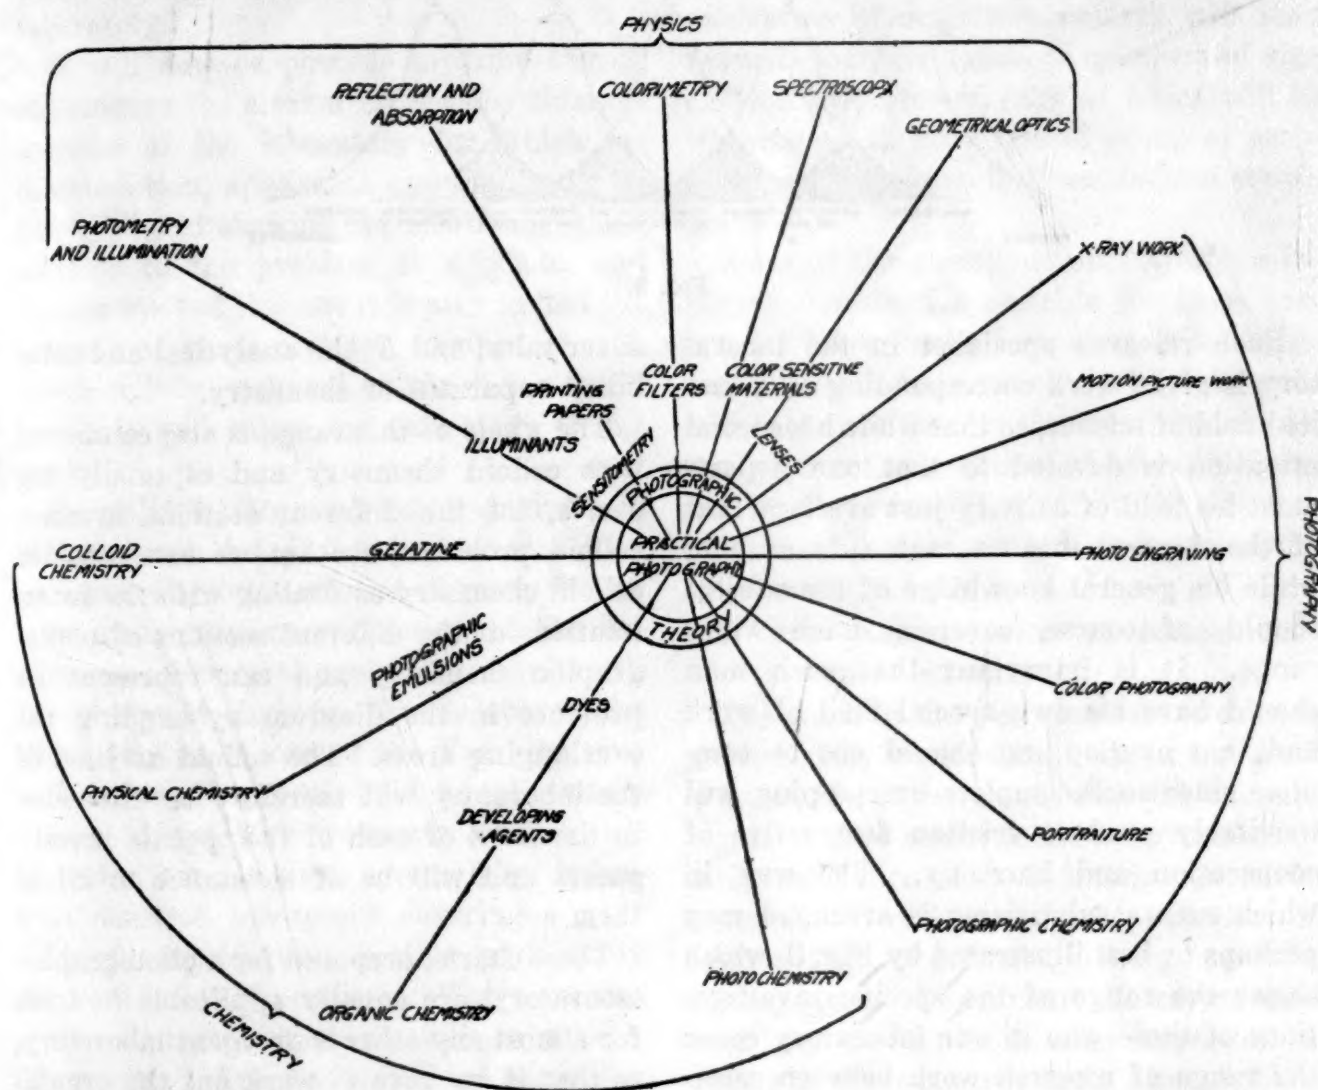 PHYSICS
REFLECTION AND
ABSORPTION
COLORIMETRY
SPECTROSCOPY
GEOMETRICAL OPTICS
PHOTOMETRY
AND ILLUMINATION
X-RAY WORK
COLOR
FILTERS
COLOR SENSITIVE
MATERIALS
MOTION PICTURE WORK
PRINTING
PAPERS
ILLUMINANTS
LENSES
SENSITOMETRY
PHOTOGRAPHIC
PRACTICAL
PHOTOGRAPHY
THEORY
COLLOID
CHEMISTRY
GELATINE
PHOTO ENGRAVING
PHOTOGRAPHY
PHOTOGRAPHIC
EMULSIONS
COLOR PHOTOGRAPHY
DYES
PHYSICAL CHEMISTRY
DEVELOPING
AGENTS
PORTRAITURE
PHOTOGRAPHIC CHEMISTRY
PHOTO CHEMISTRY
ORGANIC CHEMISTRY
CHEMISTRY